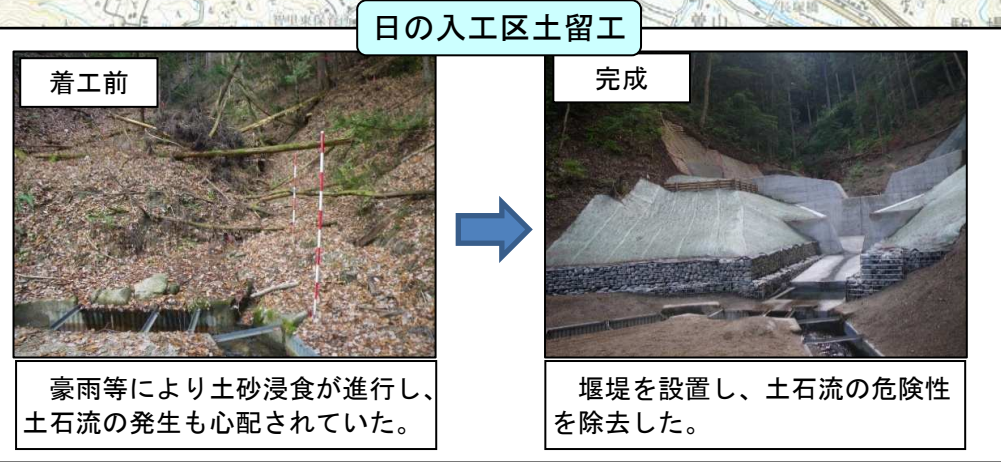 日の入工区土留工
着工前
完成
豪雨等により土砂浸食が進行し、
土石流の発生も心配されていた。
堰堤を設置し、土石流の危険性
を除去した。